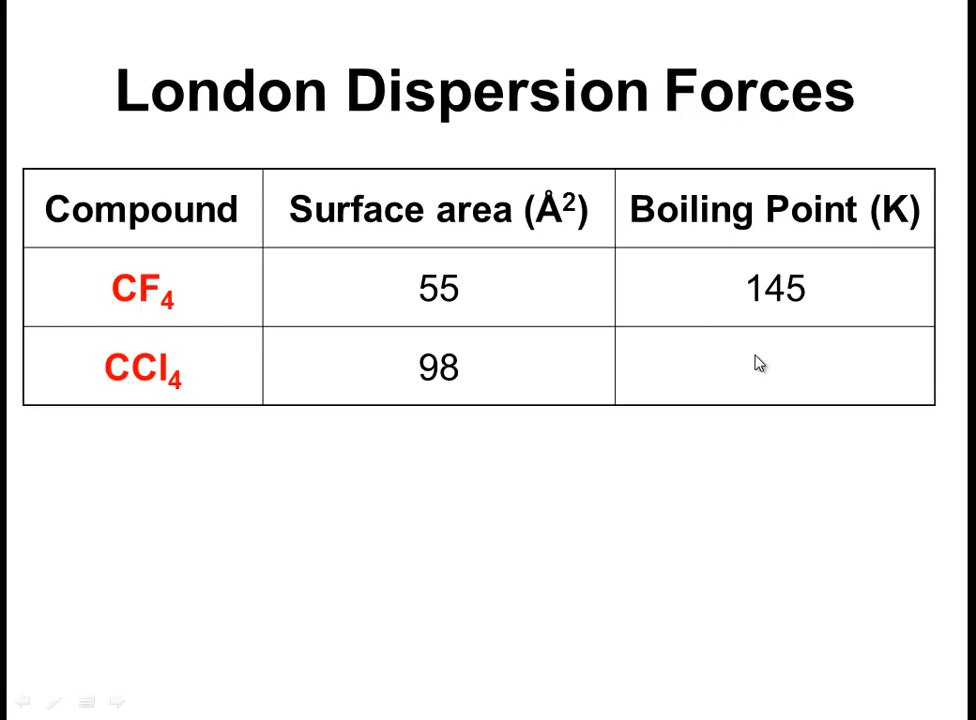 London Dispersion Forces
Compound Surface area (Å²) Boiling Point (K)
CF₄ 55 145
CCl₄ 98